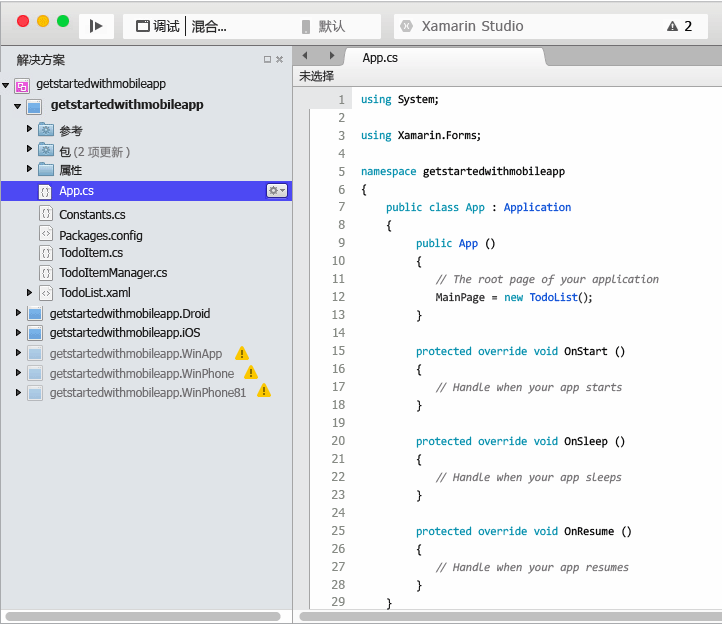 调试 混合... 默认 Xamarin Studio 2
解决方案
getstartedwithmobileapp
getstartedwithmobileapp
参考
包 (2 项更新 )
属性
App.cs
Constants.cs
Packages.config
TodoItem.cs
TodoItemManager.cs
TodoList.xaml
getstartedwithmobileapp.Droid
getstartedwithmobileapp.iOS
getstartedwithmobileapp.WinApp
getstartedwithmobileapp.WinPhone
getstartedwithmobileapp.WinPhone81
App.cs
未选择
1 using System;
2
3 using Xamarin.Forms;
4
5 namespace getstartedwithmobileapp
6 {
7 public class App : Application
8 {
9 public App ()
10 {
11 // The root page of your application
12 MainPage = new TodoList();
13 }
14
15 protected override void OnStart ()
16 {
17 // Handle when your app starts
18 }
19
20 protected override void OnSleep ()
21 {
22 // Handle when your app sleeps
23 }
24
25 protected override void OnResume ()
26 {
27 // Handle when your app resumes
28 }
29 }